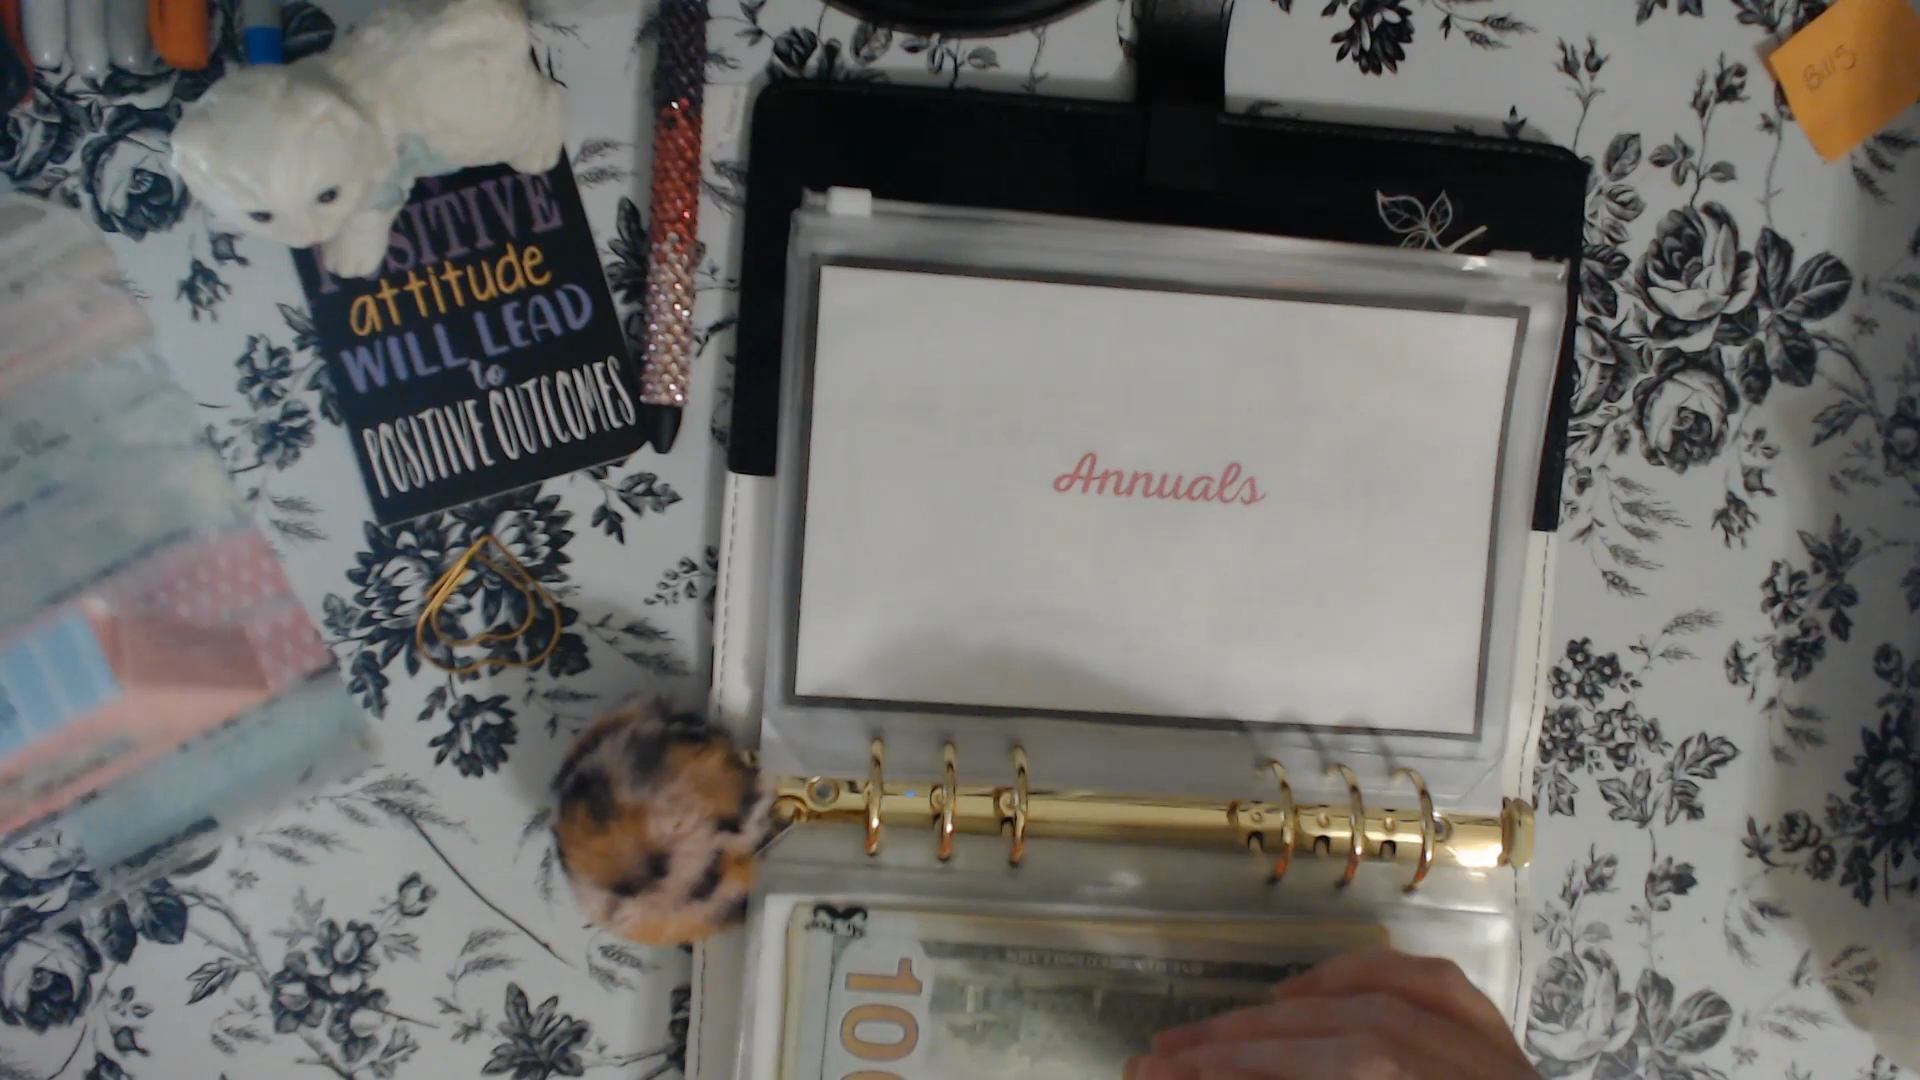 POSITIVE
attitude
WILL LEAD
to
POSITIVE OUTCOMES
Bills
Annuals
100